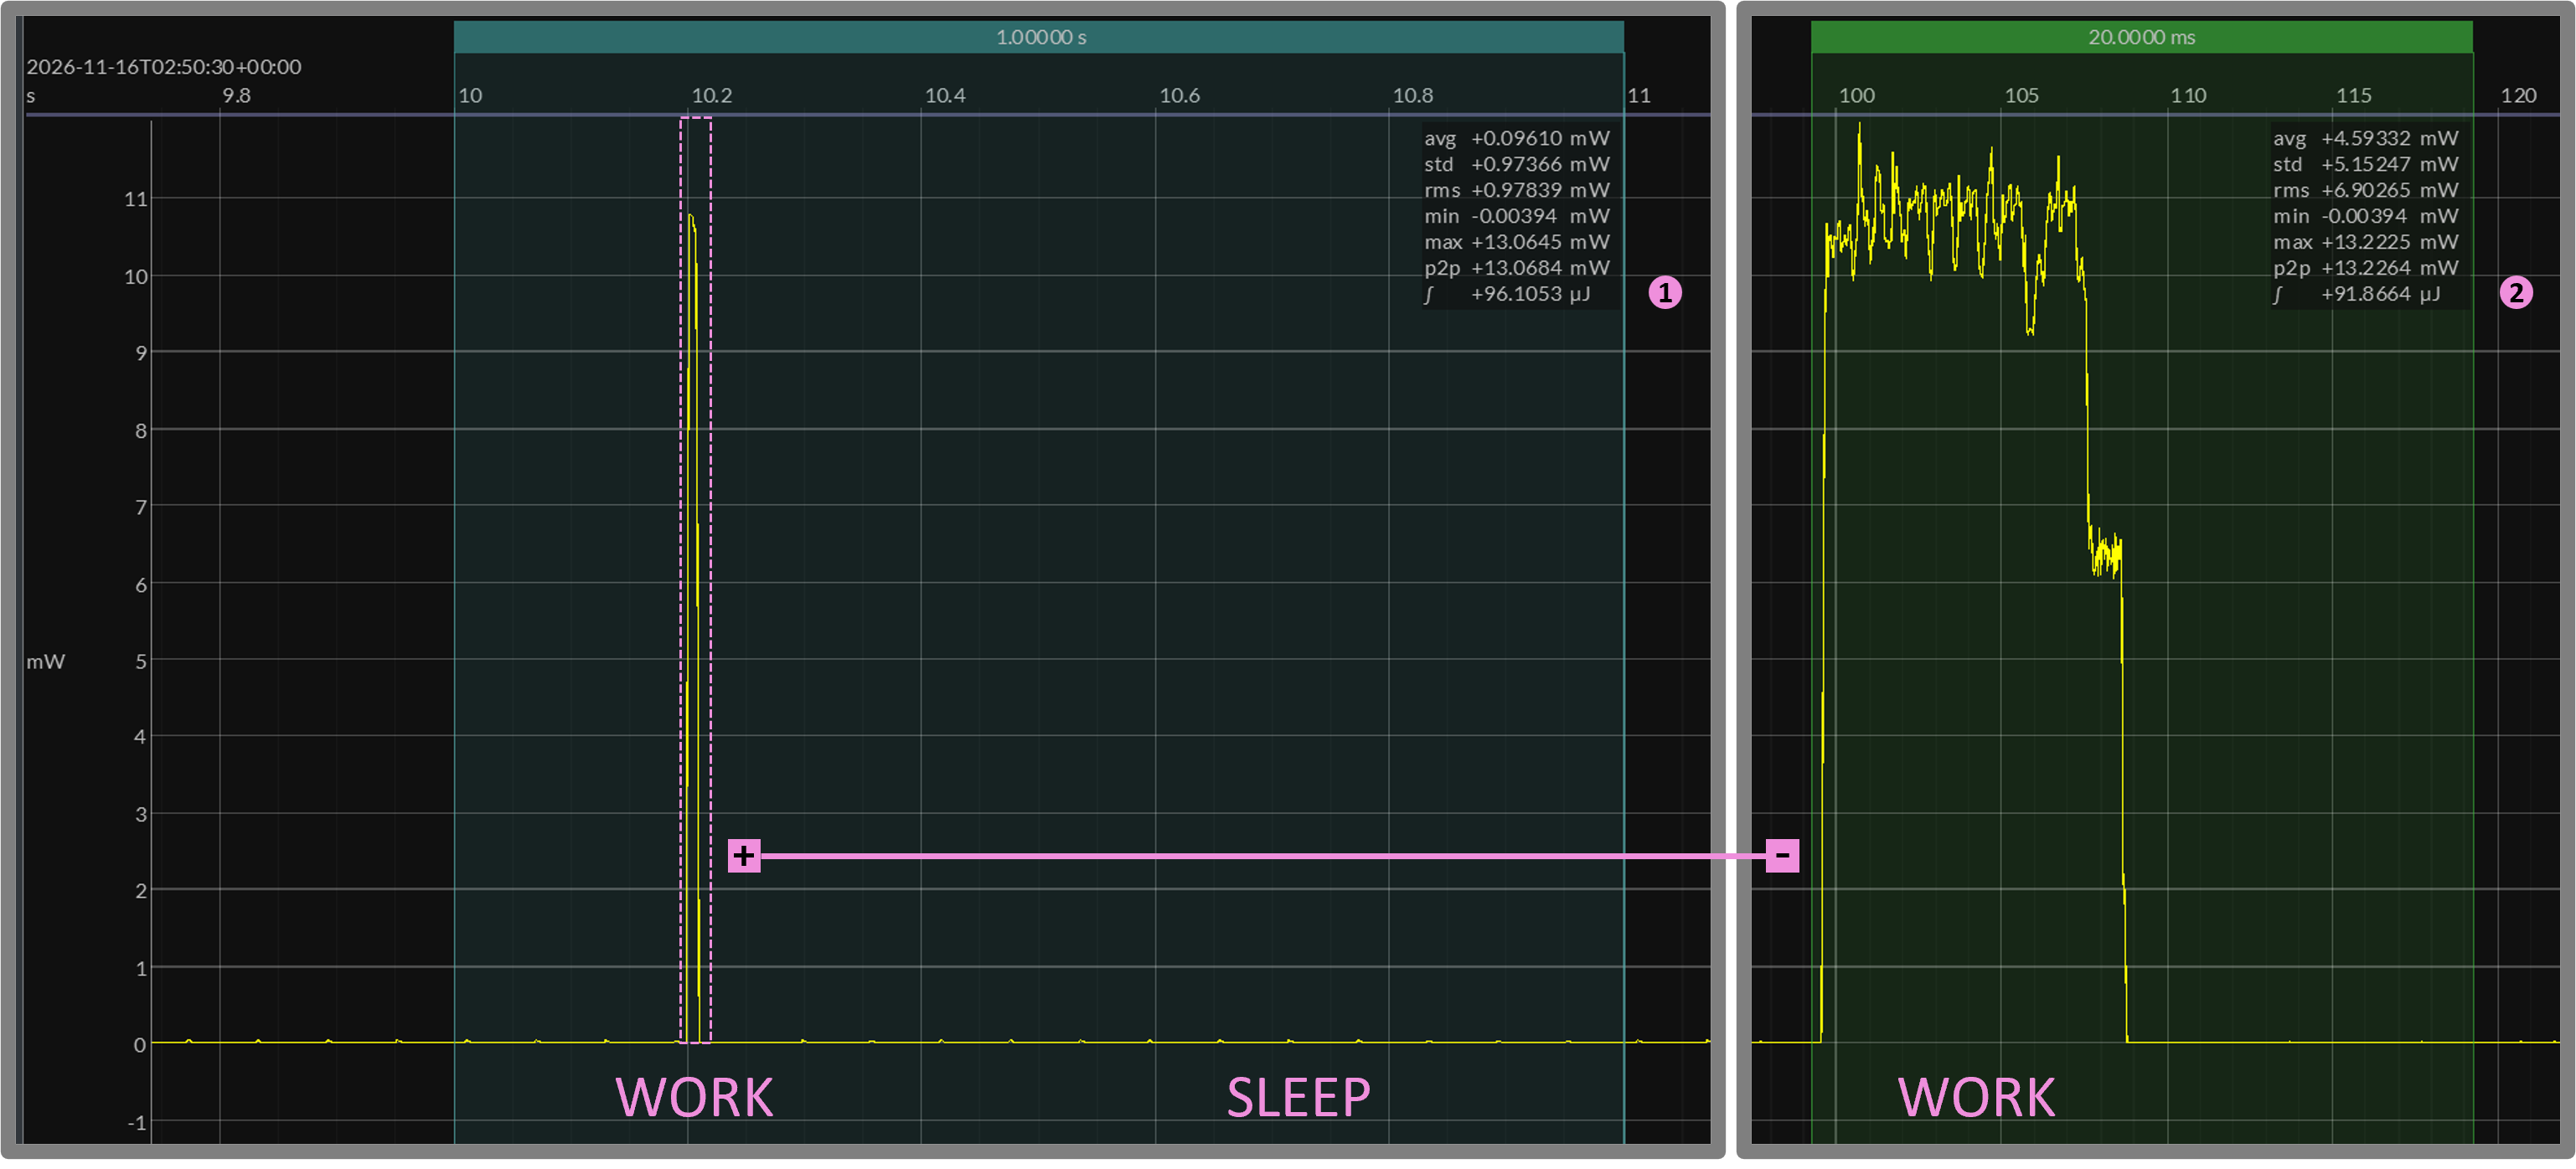 1.00000 s
2026-11-16T02:50:30+00:00
s 9.8 10 10.2 10.4 10.6 10.8 11
avg +0.09610 mW
std +0.97366 mW
rms +0.97839 mW
min -0.00394 mW
max +13.0645 mW
p2p +13.0684 mW
∫ +96.1053 µJ
1
11
10
9
8
7
6
mW
5
4
3
2
1
0
-1
+
WORK
SLEEP
20.0000 ms
100 105 110 115 120
avg +4.59332 mW
std +5.15247 mW
rms +6.90265 mW
min -0.00394 mW
max +13.2225 mW
p2p +13.2264 mW
∫ +91.8664 µJ
2
-
WORK